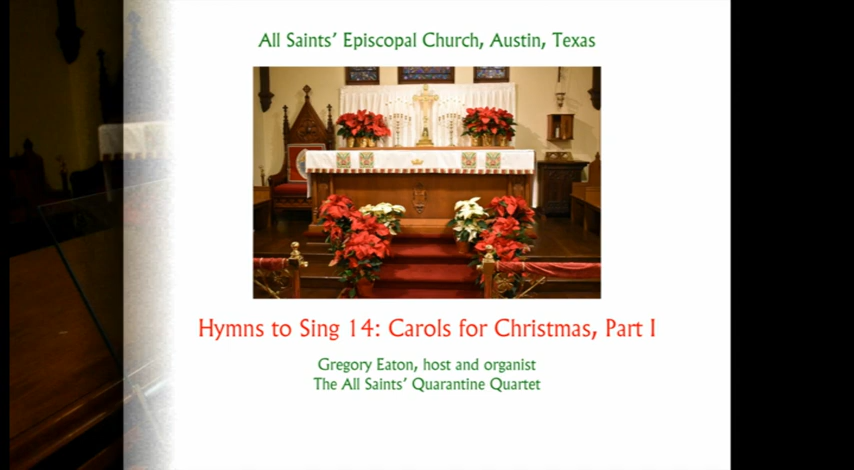 All Saints’ Episcopal Church, Austin, Texas
Hymns to Sing 14: Carols for Christmas, Part I
Gregory Eaton, host and organist
The All Saints’ Quarantine Quartet